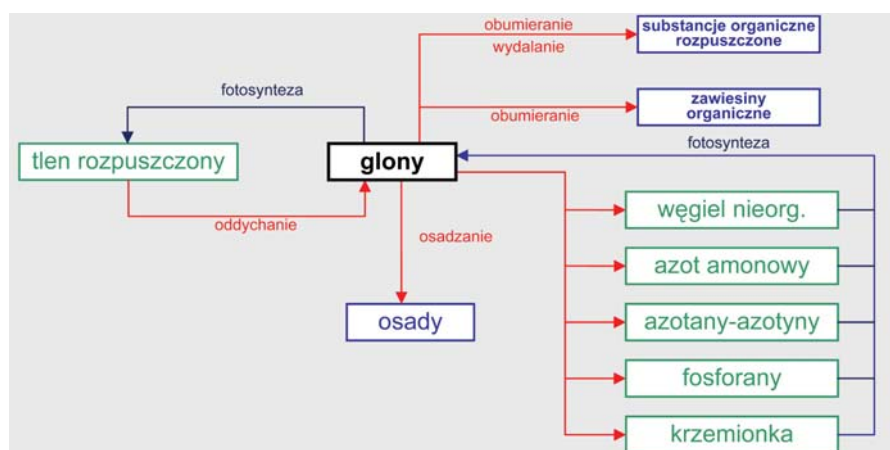 obumieranie
wydalanie
substancje organiczne
rozpuszczone
fotosynteza
obumieranie
zawiesiny
organiczne
tlen rozpuszczony
glony
fotosynteza
oddychanie
osadzanie
węgiel nieorg.
azot amonowy
osady
azotany-azotyny
fosforany
krzemionka